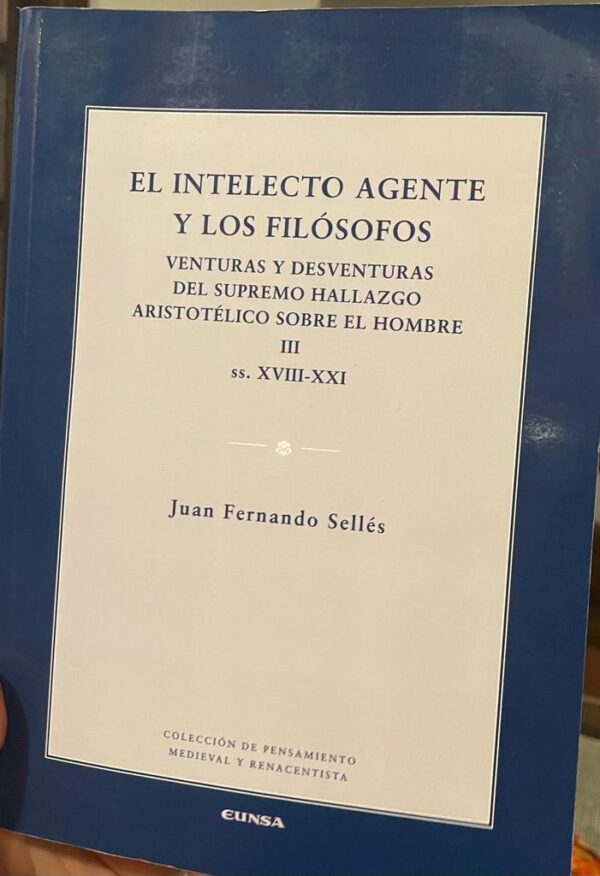 EL INTELECTO AGENTE
Y LOS FILÓSOFOS
VENTURAS Y DESVENTURAS
DEL SUPREMO HALLAZGO
ARISTOTÉLICO SOBRE EL HOMBRE
III
ss. XVIII-XXI
Juan Fernando Sellés
COLECCIÓN DE PENSAMIENTO
MEDIEVAL Y RENACENTISTA
EUNSA